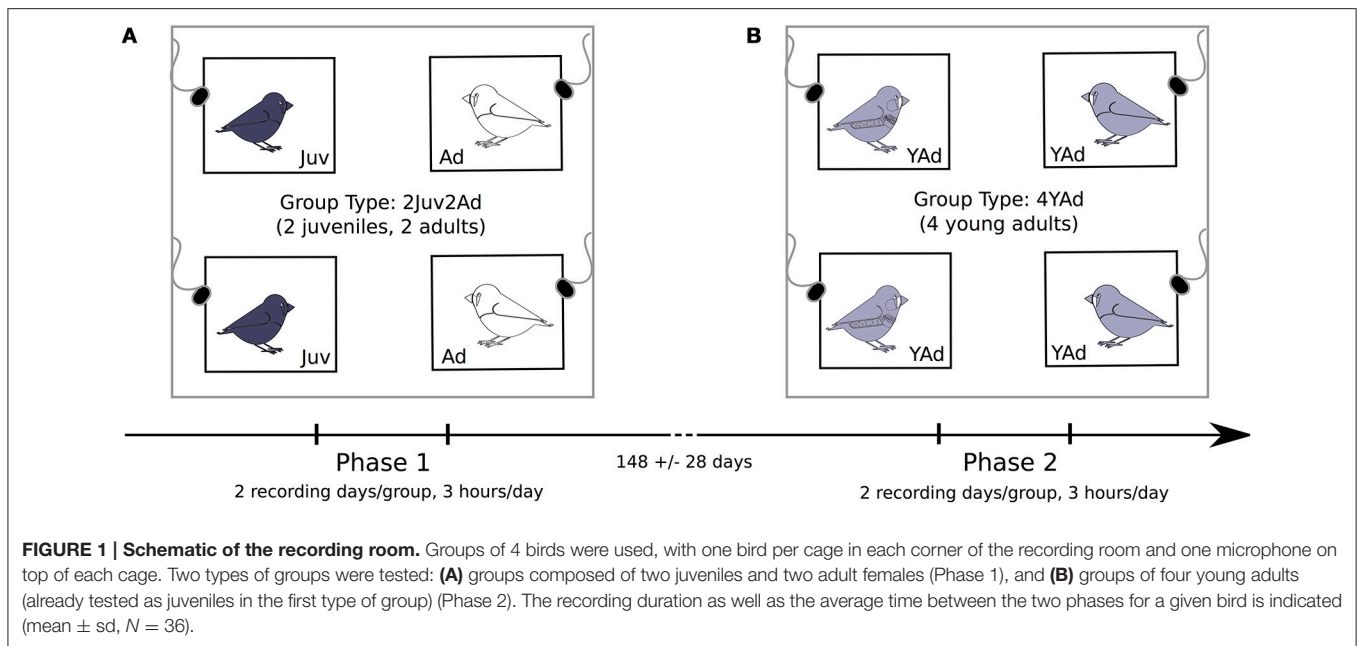 A
B
Juv
Ad
YAd
YAd
Group Type: 2Juv2Ad
(2 juveniles, 2 adults)
Group Type: 4YAd
(4 young adults)
Juv
Ad
YAd
YAd
Phase 1
148 +/- 28 days
Phase 2
2 recording days/group, 3 hours/day
2 recording days/group, 3 hours/day
FIGURE 1 | Schematic of the recording room. Groups of 4 birds were used, with one bird per cage in each corner of the recording room and one microphone on
top of each cage. Two types of groups were tested: (A) groups composed of two juveniles and two adult females (Phase 1), and (B) groups of four young adults
(already tested as juveniles in the first type of group) (Phase 2). The recording duration as well as the average time between the two phases for a given bird is indicated
(mean ± sd, N = 36).